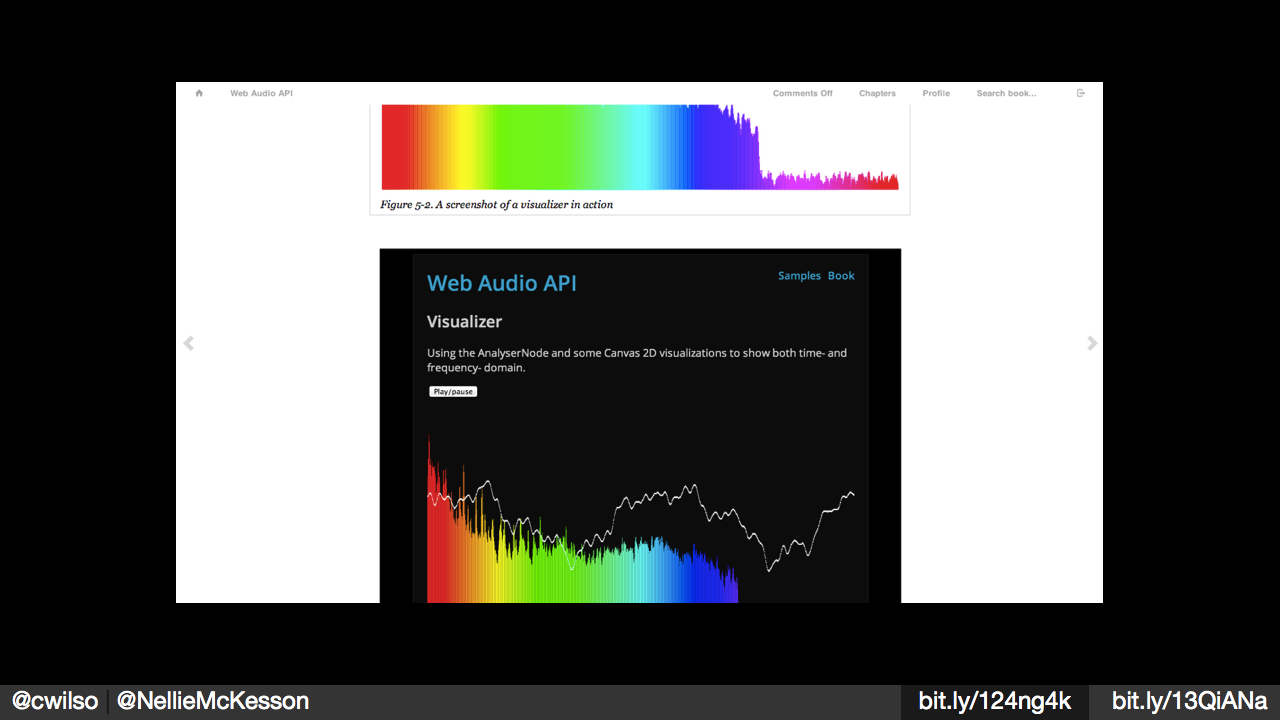 Web Audio API
Comments Off
Chapters
Profile
Search book...
Figure 5-2. A screenshot of a visualizer in action
Web Audio API
Samples Book
Visualizer
Using the AnalyserNode and some Canvas 2D visualizations to show both time- and
frequency- domain.
Play/pause
@cwilso
@NellieMcKesson
bit.ly/124ng4k
bit.ly/13QiANa